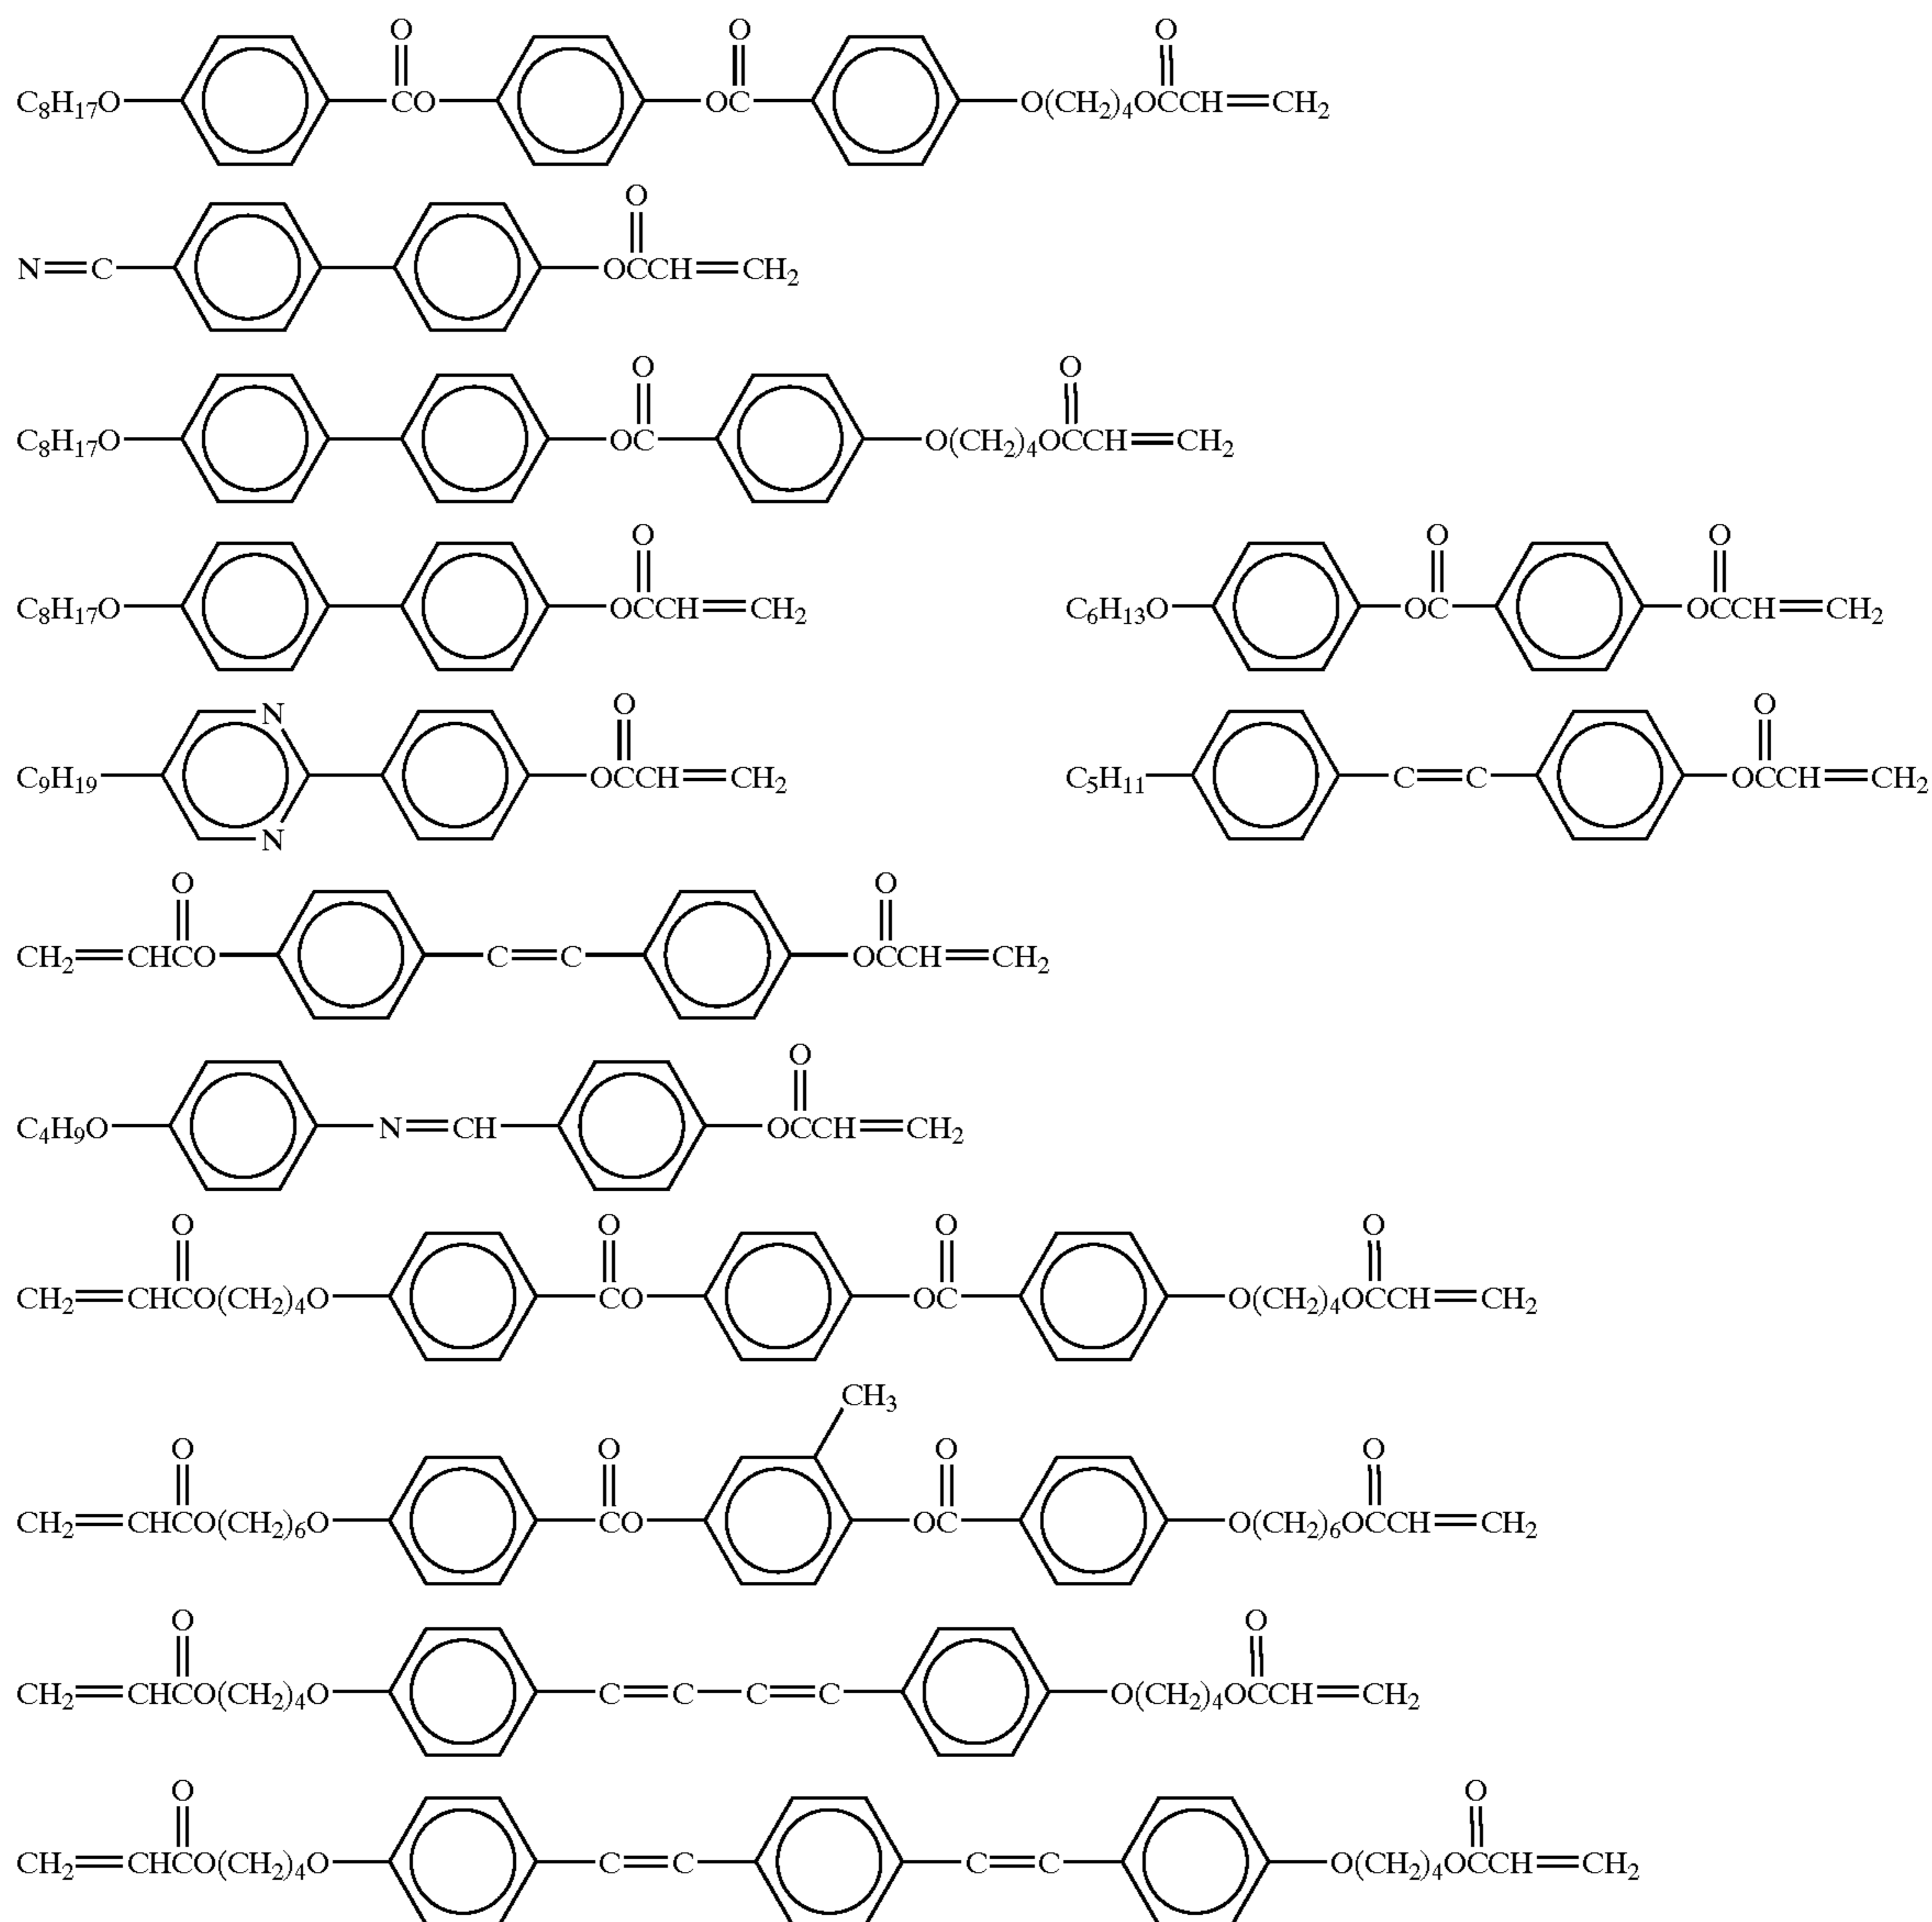 O O O
C8H17O CO OC O(CH2)4OCCH=CH2
O
N=C OCCH=CH2
O O
C8H17O OC O(CH2)4OCCH=CH2
O O O
C8H17O OCCH=CH2 C6H13O OC OCCH=CH2
N O O
C9H19 OCCH=CH2 C5H11 C=C OCCH=CH2
N
O O
CH2=CHCO C=C OCCH=CH2
O
C4H9O N=CH OCCH=CH2
O O O O
CH2=CHCO(CH2)4O CO OC O(CH2)4OCCH=CH2
CH3
O O O O
CH2=CHCO(CH2)6O CO OC O(CH2)6OCCH=CH2
O O
CH2=CHCO(CH2)4O C=C C=C O(CH2)4OCCH=CH2
O O
CH2=CHCO(CH2)4O C=C C=C O(CH2)4OCCH=CH2